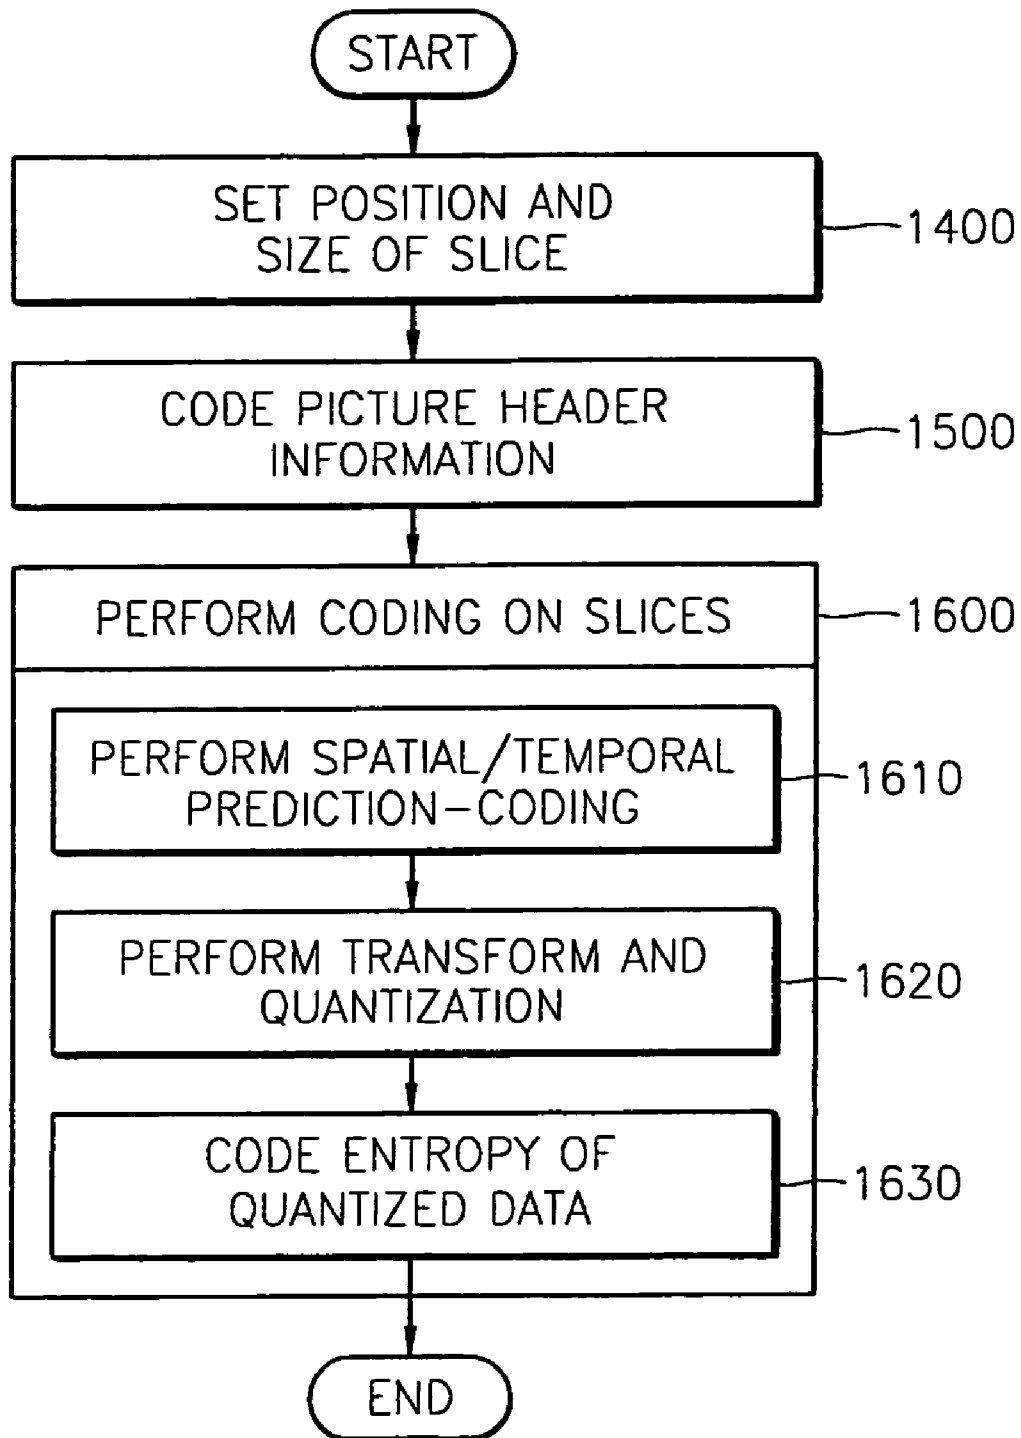 START
SET POSITION AND
SIZE OF SLICE
1400
CODE PICTURE HEADER
INFORMATION
1500
PERFORM CODING ON SLICES
1600
PERFORM SPATIAL/TEMPORAL
PREDICTION-CODING
1610
PERFORM TRANSFORM AND
QUANTIZATION
1620
CODE ENTROPY OF
QUANTIZED DATA
1630
END